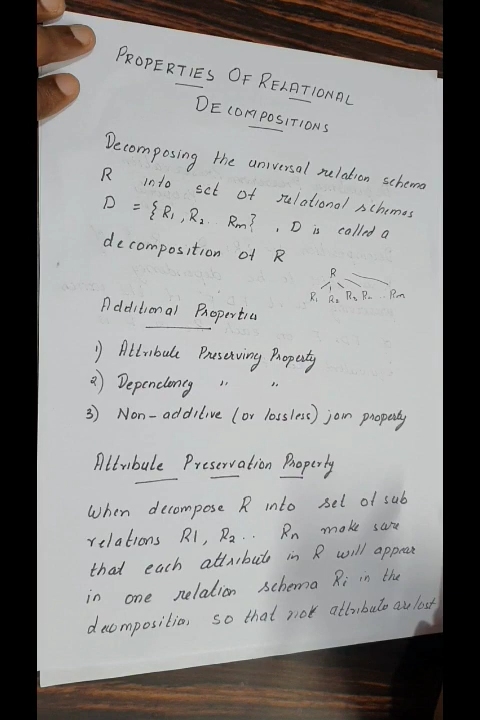 PROPERTIES OF RELATIONAL
DECOMPOSITIONS
Decomposing the universal relation schema
R into set of relational schemas
D = {R1, R2 .. Rm}, D is called a
decomposition of R
R
R1 R2 R3 Rn ... Rm
Additional Properties
1) Attribute Preserving Property
2) Dependency " "
3) Non-additive (or lossless) join property
Attribute Preservation Property
When decompose R into set of sub
relations R1, R2 .. Rn make sure
that each attribute in R will appear
in one relation schema Ri in the
decomposition so that not attribute are lost